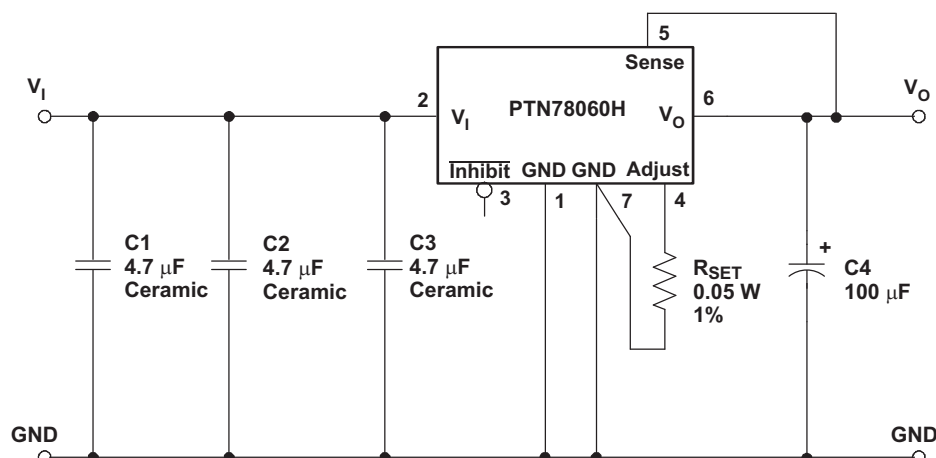 5
Sense
V_I
V_O
2
6
V_I
PTN78060H
V_O
Inhibit
GND
GND
Adjust
3
1
7
4
C1
4.7 μF
Ceramic
C2
4.7 μF
Ceramic
C3
4.7 μF
Ceramic
R_SET
0.05 W
1%
+
C4
100 μF
GND
GND